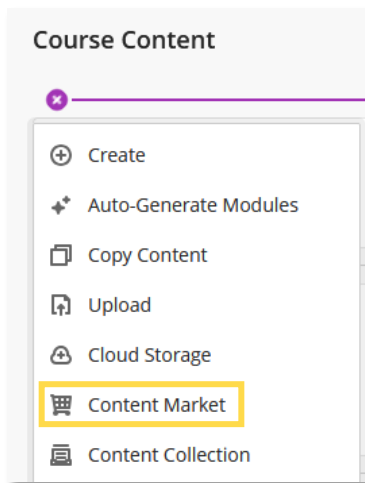 Course Content
Create
Auto-Generate Modules
Copy Content
Upload
Cloud Storage
Content Market
Content Collection